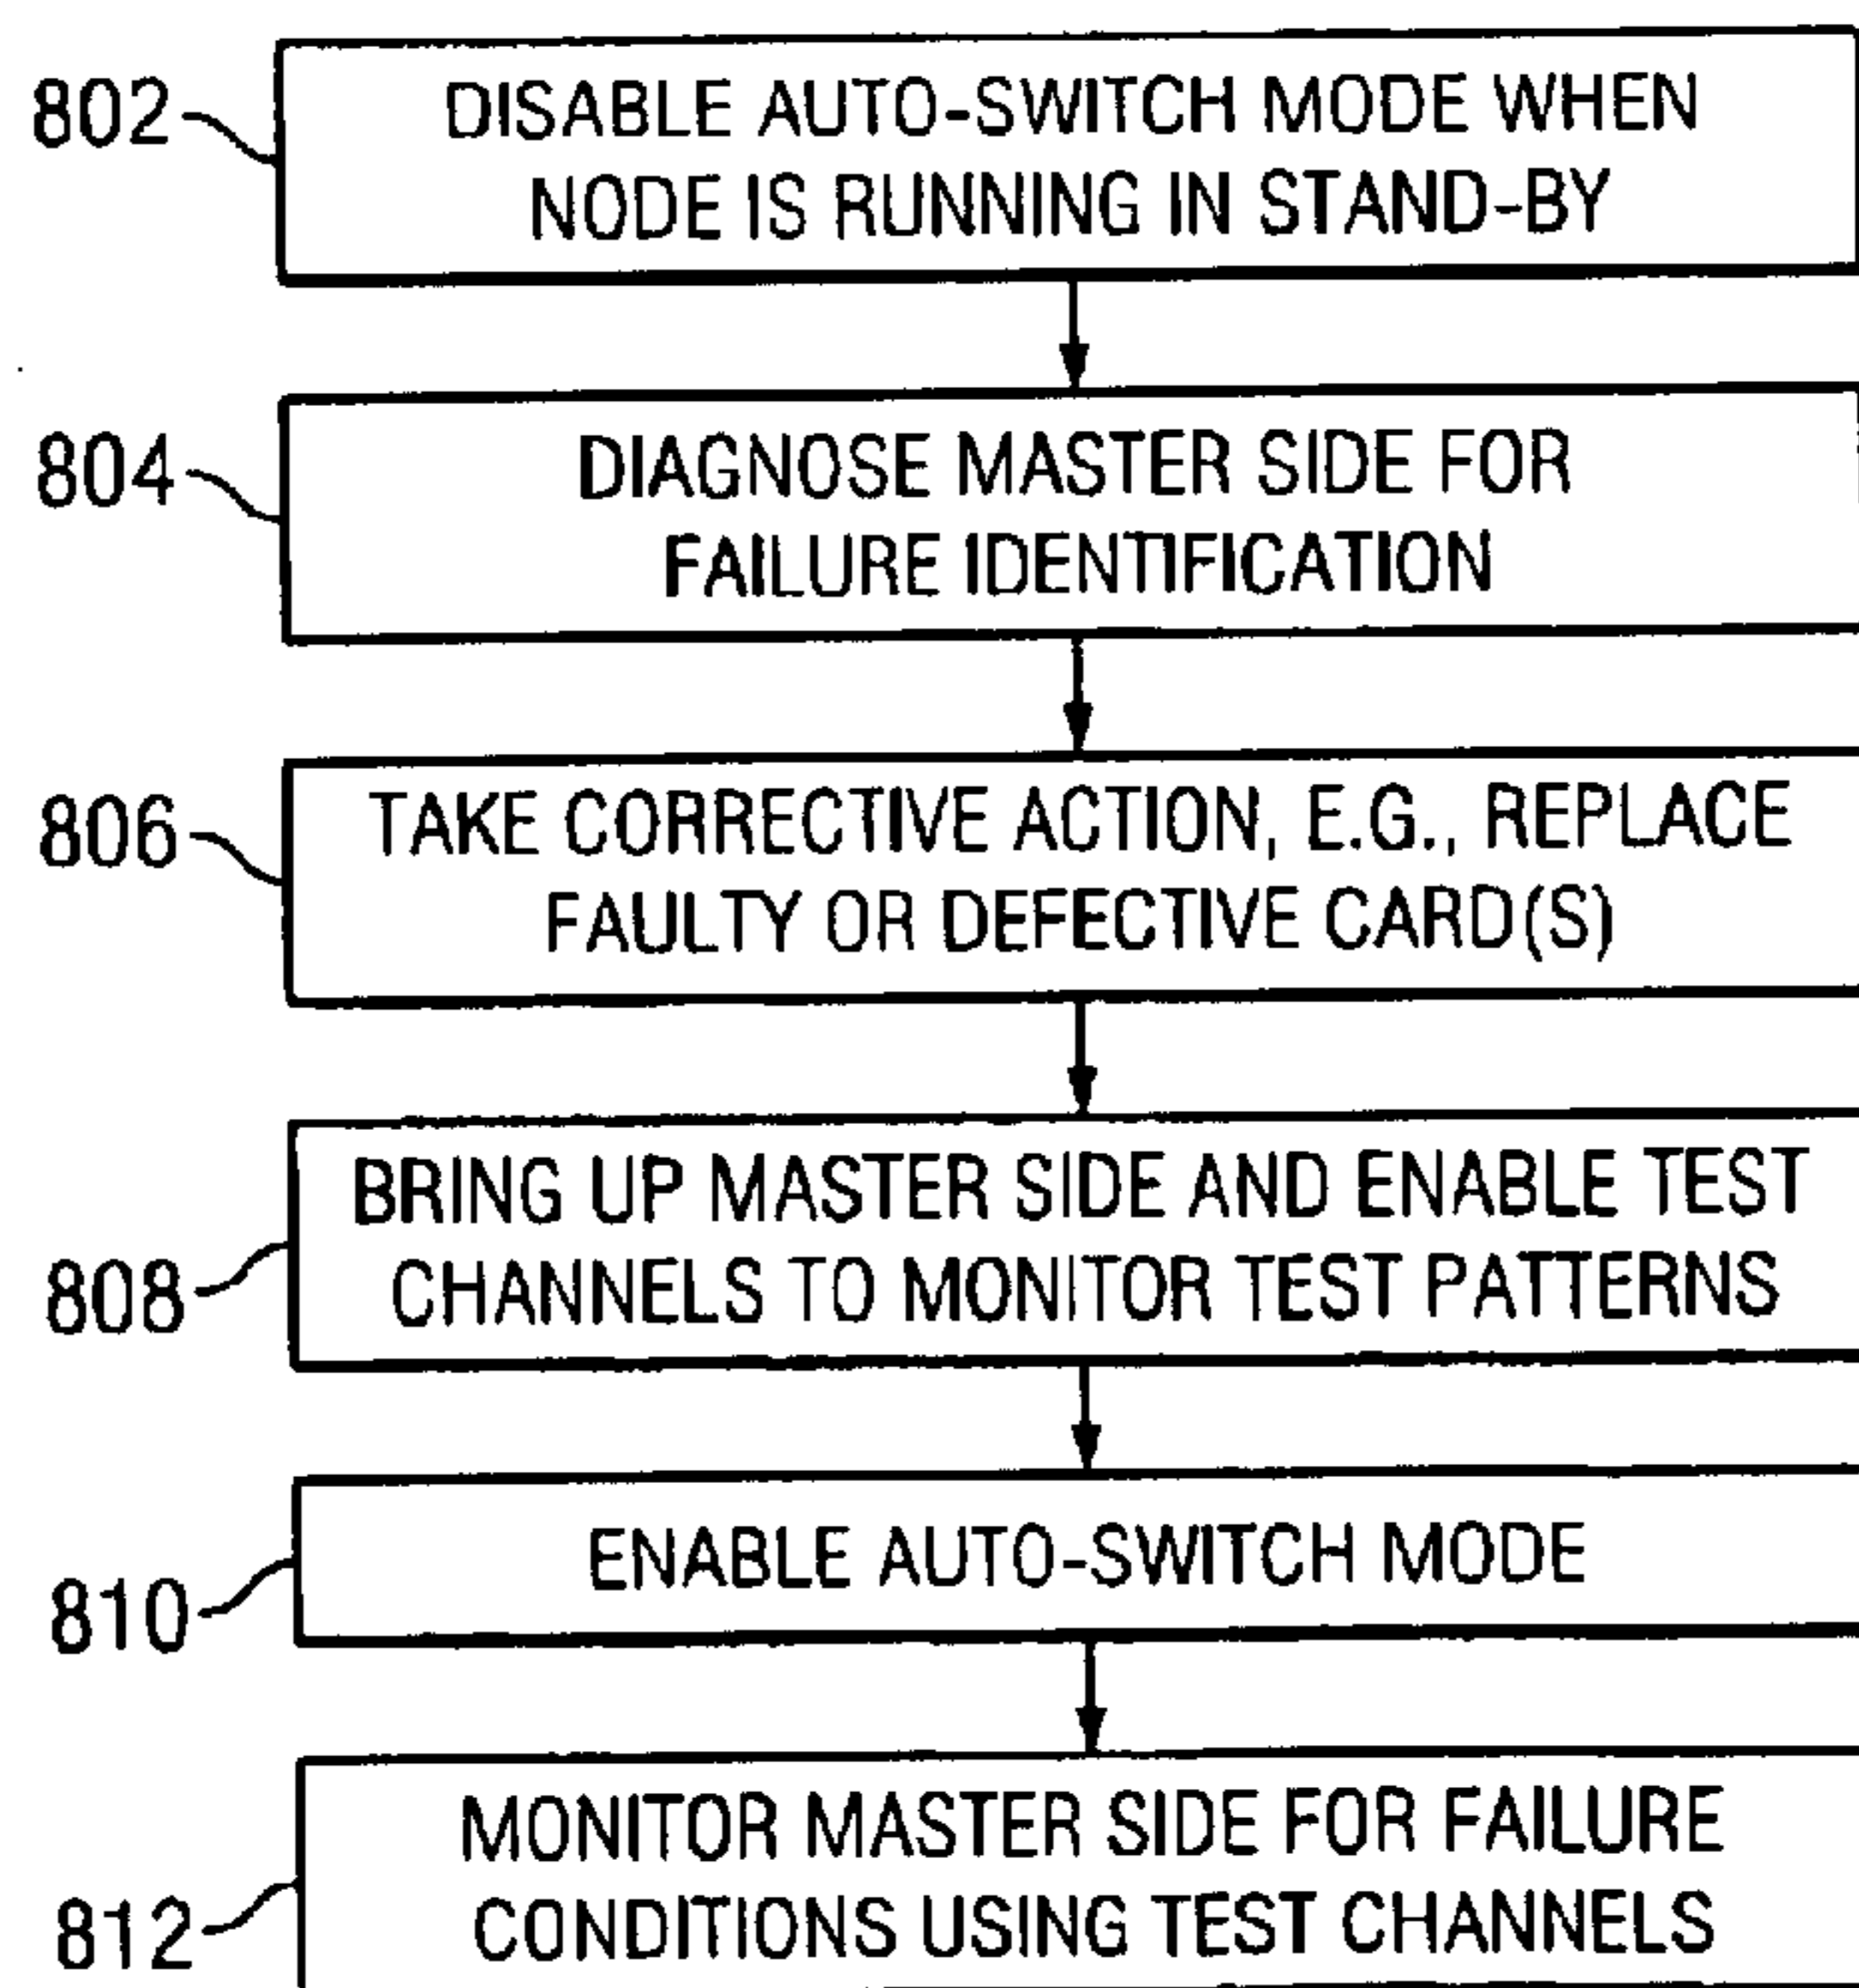 802
DISABLE AUTO-SWITCH MODE WHEN
NODE IS RUNNING IN STAND-BY
804
DIAGNOSE MASTER SIDE FOR
FAILURE IDENTIFICATION
806
TAKE CORRECTIVE ACTION, E.G., REPLACE
FAULTY OR DEFECTIVE CARD(S)
808
BRING UP MASTER SIDE AND ENABLE TEST
CHANNELS TO MONITOR TEST PATTERNS
810
ENABLE AUTO-SWITCH MODE
812
MONITOR MASTER SIDE FOR FAILURE
CONDITIONS USING TEST CHANNELS